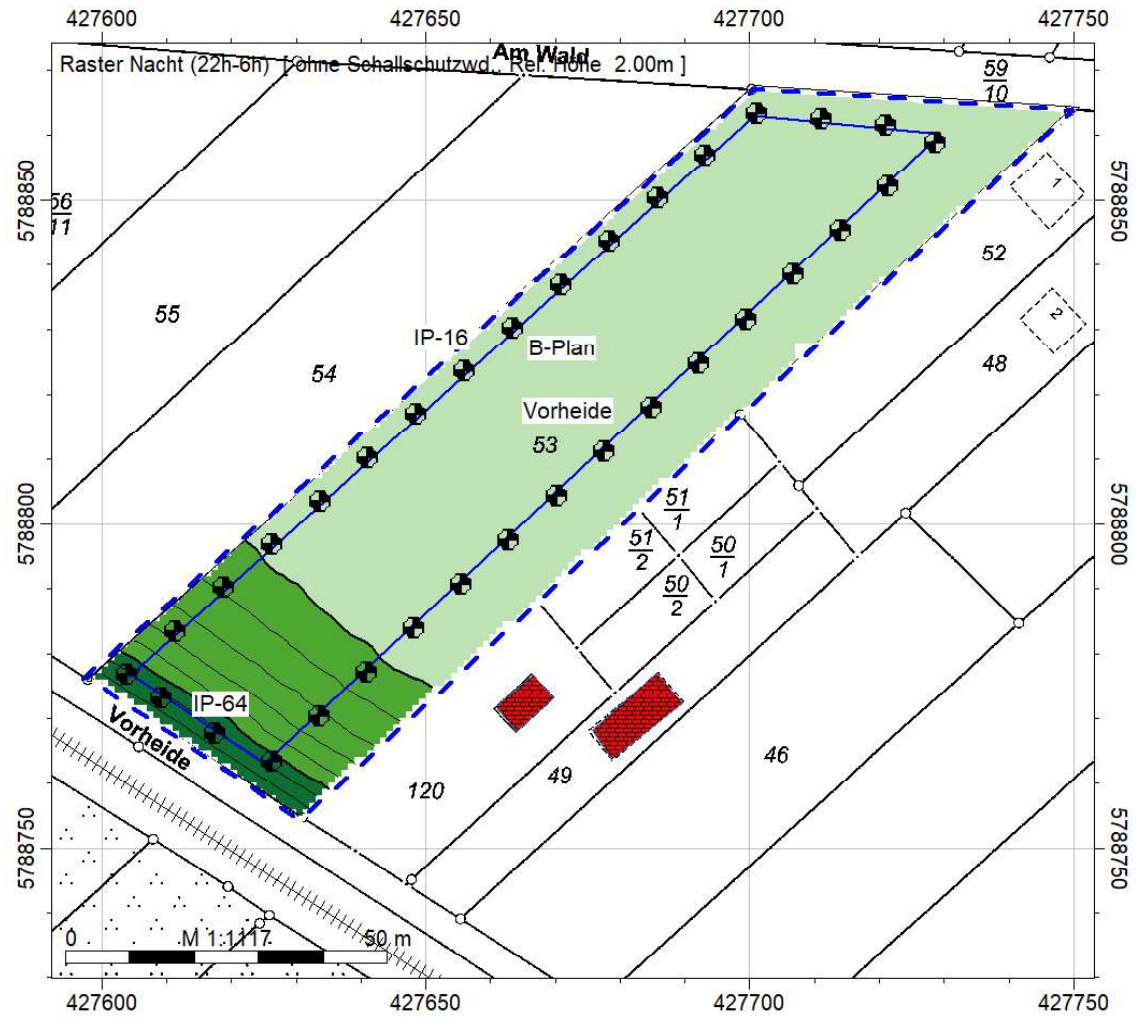 427600 427650 427700 427750
Am Wald
Raster Nacht (22h-6h) [ ohne Schallschutzwd., Rel. Höhe 2.00m ]
59
10
5788850
5788850
1
56
11
52
2
55
IP-16
B-Plan
54
48
Vorheide
53
51
1
5788800
5788800
51
2
50
1
50
2
IP-64
Vorheide
49
46
120
5788750
5788750
0 M 1:1117 50 m
427600 427650 427700 427750